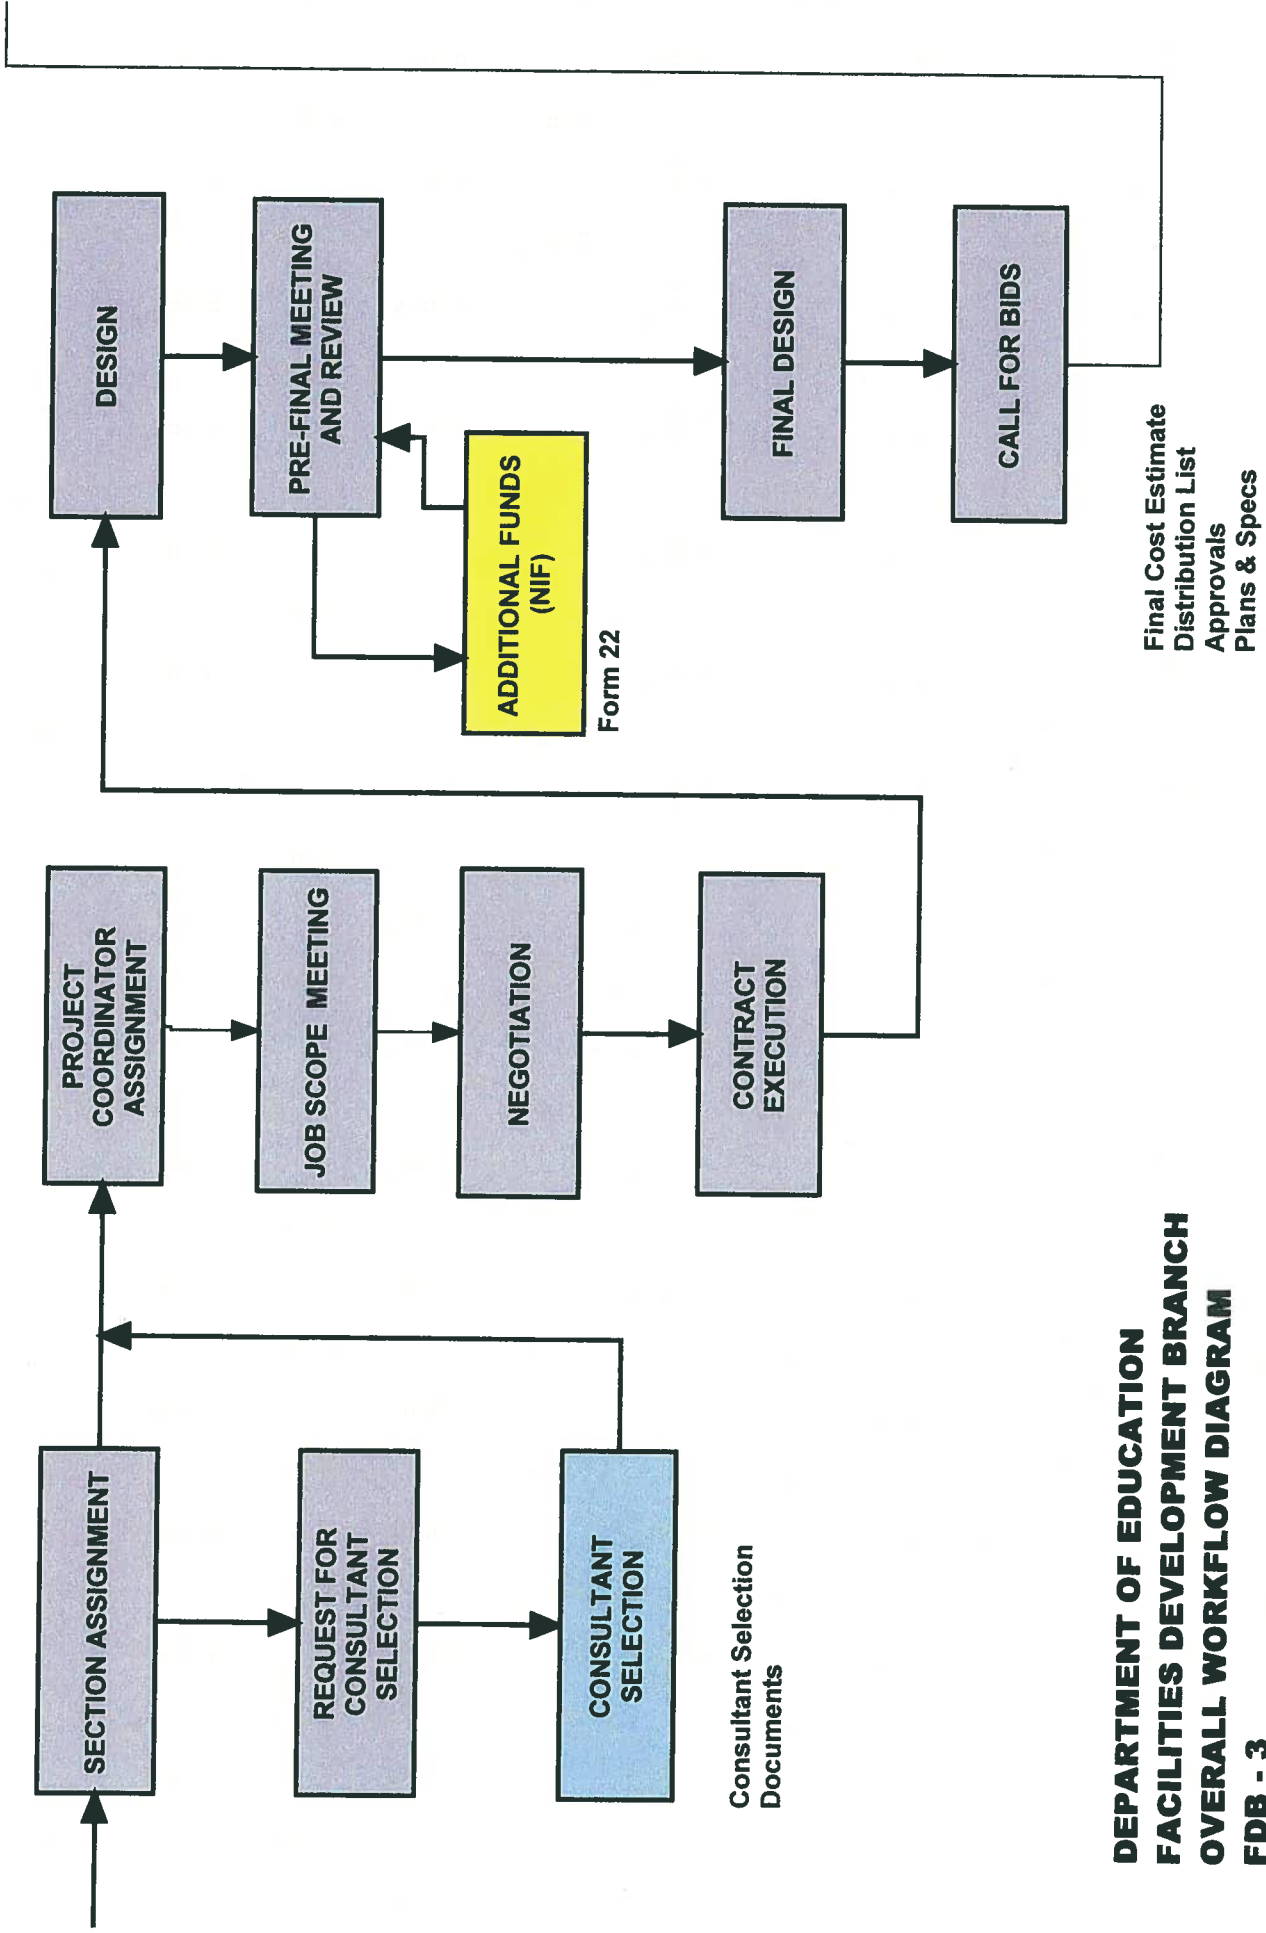 SECTION ASSIGNMENT
REQUEST FOR
CONSULTANT
SELECTION
CONSULTANT
SELECTION
Consultant Selection
Documents
PROJECT
COORDINATOR
ASSIGNMENT
JOB SCOPE MEETING
NEGOTIATION
CONTRACT
EXECUTION
DESIGN
PRE-FINAL MEETING
AND REVIEW
ADDITIONAL FUNDS
(NIF)
Form 22
FINAL DESIGN
CALL FOR BIDS
Final Cost Estimate
Distribution List
Approvals
Plans & Specs
DEPARTMENT OF EDUCATION
FACILITIES DEVELOPMENT BRANCH
OVERALL WORKFLOW DIAGRAM
FDB - 3